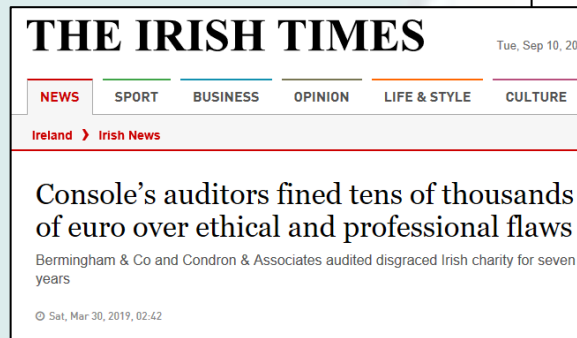 THE IRISH TIMES
Tue, Sep 10, 20
NEWS SPORT BUSINESS OPINION LIFE & STYLE CULTURE
Ireland ❯ Irish News
Console’s auditors fined tens of thousands
of euro over ethical and professional flaws
Bermingham & Co and Condron & Associates audited disgraced Irish charity for seven
years
Sat, Mar 30, 2019, 02:42